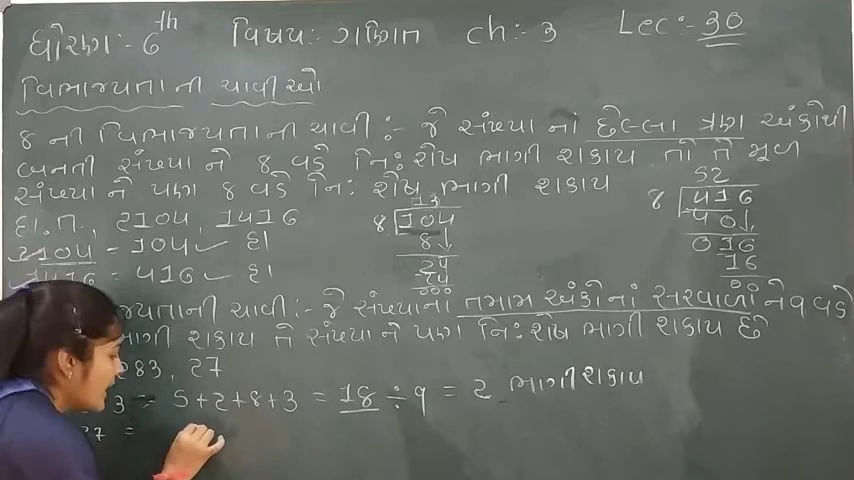 ધોરણ :- 6th વિષય :- ગણિત ch :- 3 Lec :- 30
વિભાજ્યતા ની ચાવીઓ
8 ની વિભાજ્યતાની ચાવી :- જે સંખ્યા નાં છેલ્લા ત્રણ અંકોથી
બનતી સંખ્યા ને 8 વડે નિઃશેષ ભાગી શકાય તો તે મૂળ
સંખ્યા ને પણ 8 વડે નિઃશેષ ભાગી શકાય
દા.ત., 2104, 1416
2104 = 104 ✓ હા
1416 = 416 ✓ હા
13
8 104
8↓
24
24
000
52
8 416
40↓
016
16
00
વિભાજ્યતાની ચાવી :- જે સંખ્યાનાં તમામ અંકોનાં સરવાળાને 9 વડે
ભાગી શકાય તે સંખ્યા ને પણ નિઃશેષ ભાગી શકાય છે
283, 27
3 = 5+2+8+3 = 18 ÷ 9 = 2 ભાગી શકાય
27 =